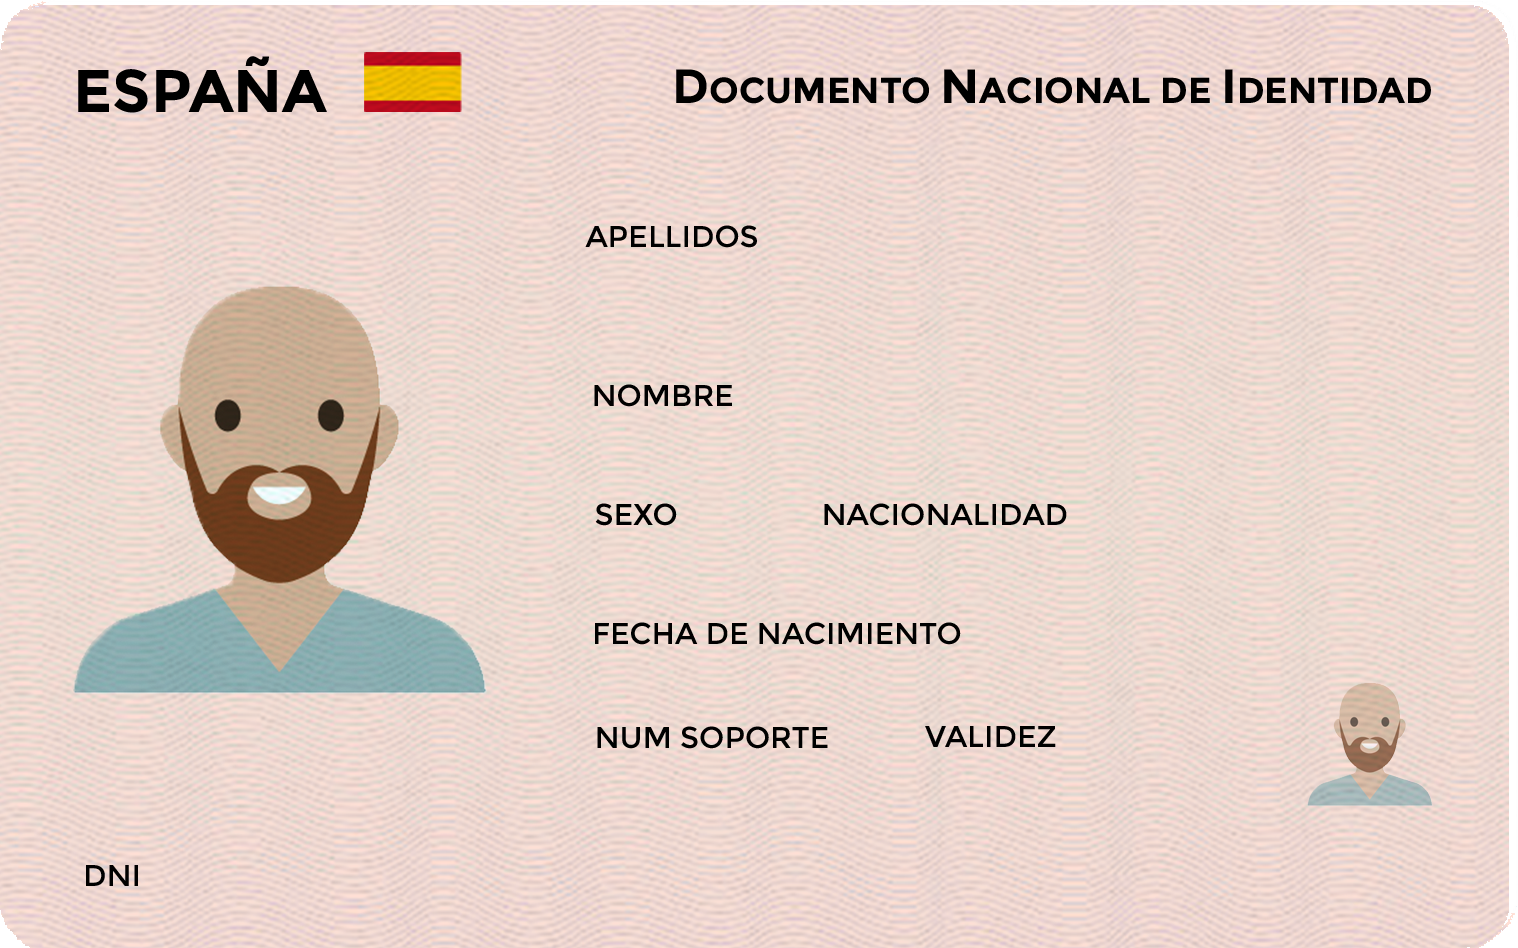 ESPAÑA
DOCUMENTO NACIONAL DE IDENTIDAD
APELLIDOS
NOMBRE
SEXO NACIONALIDAD
FECHA DE NACIMIENTO
NUM SOPORTE VALIDEZ
DNI